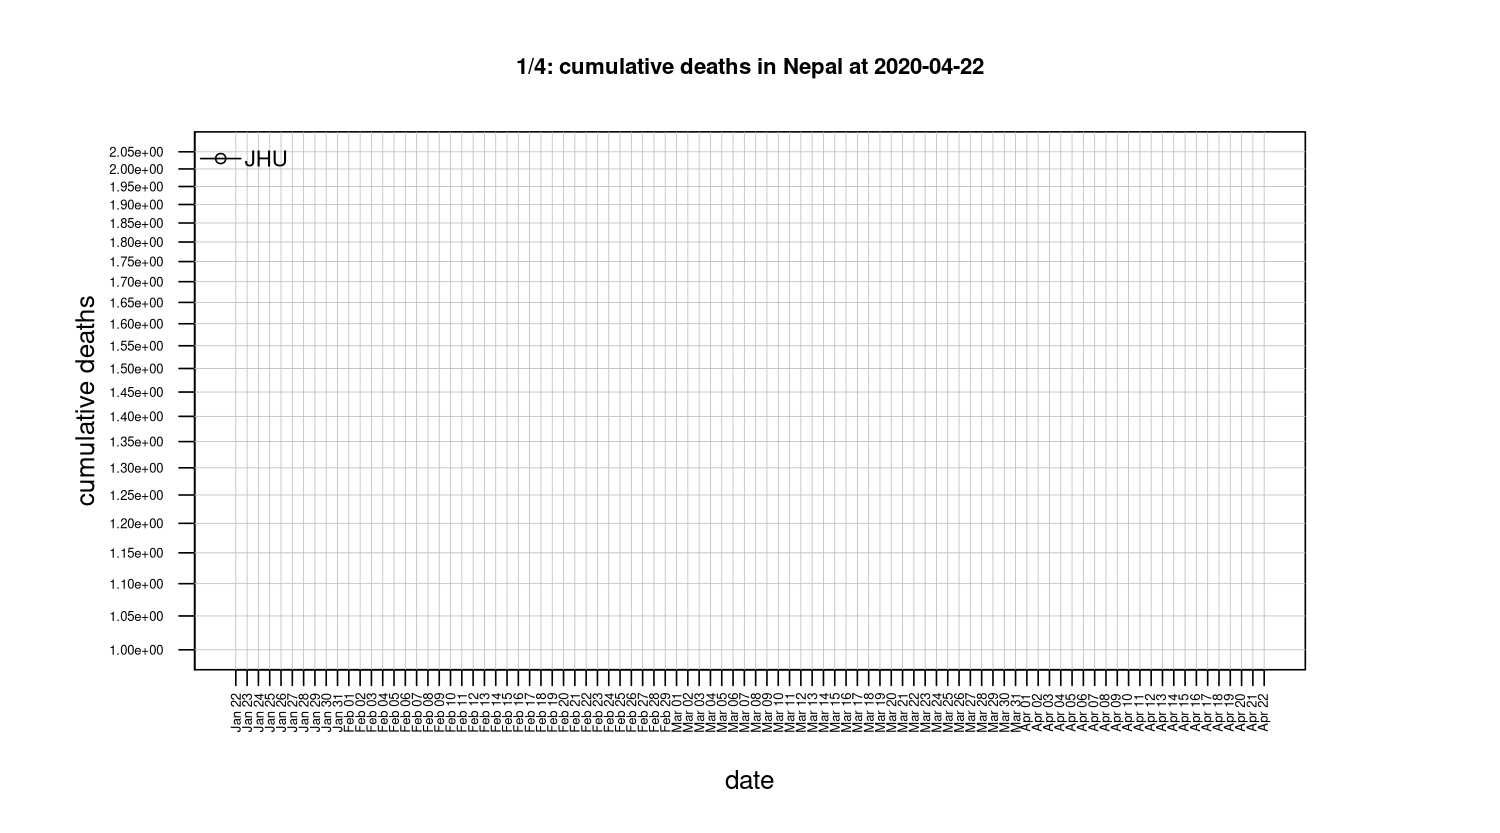 1/4: cumulative deaths in Nepal at 2020-04-22
JHU
cumulative deaths
2.05e+00
2.00e+00
1.95e+00
1.90e+00
1.85e+00
1.80e+00
1.75e+00
1.70e+00
1.65e+00
1.60e+00
1.55e+00
1.50e+00
1.45e+00
1.40e+00
1.35e+00
1.30e+00
1.25e+00
1.20e+00
1.15e+00
1.10e+00
1.05e+00
1.00e+00
Jan 22
Jan 23
Jan 24
Jan 25
Jan 26
Jan 27
Jan 28
Jan 29
Jan 30
Jan 31
Feb 01
Feb 02
Feb 03
Feb 04
Feb 05
Feb 06
Feb 07
Feb 08
Feb 09
Feb 10
Feb 11
Feb 12
Feb 13
Feb 14
Feb 15
Feb 16
Feb 17
Feb 18
Feb 19
Feb 20
Feb 21
Feb 22
Feb 23
Feb 24
Feb 25
Feb 26
Feb 27
Feb 28
Feb 29
Mar 01
Mar 02
Mar 03
Mar 04
Mar 05
Mar 06
Mar 07
Mar 08
Mar 09
Mar 10
Mar 11
Mar 12
Mar 13
Mar 14
Mar 15
Mar 16
Mar 17
Mar 18
Mar 19
Mar 20
Mar 21
Mar 22
Mar 23
Mar 24
Mar 25
Mar 26
Mar 27
Mar 28
Mar 29
Mar 30
Mar 31
Apr 01
Apr 02
Apr 03
Apr 04
Apr 05
Apr 06
Apr 07
Apr 08
Apr 09
Apr 10
Apr 11
Apr 12
Apr 13
Apr 14
Apr 15
Apr 16
Apr 17
Apr 18
Apr 19
Apr 20
Apr 21
Apr 22
date